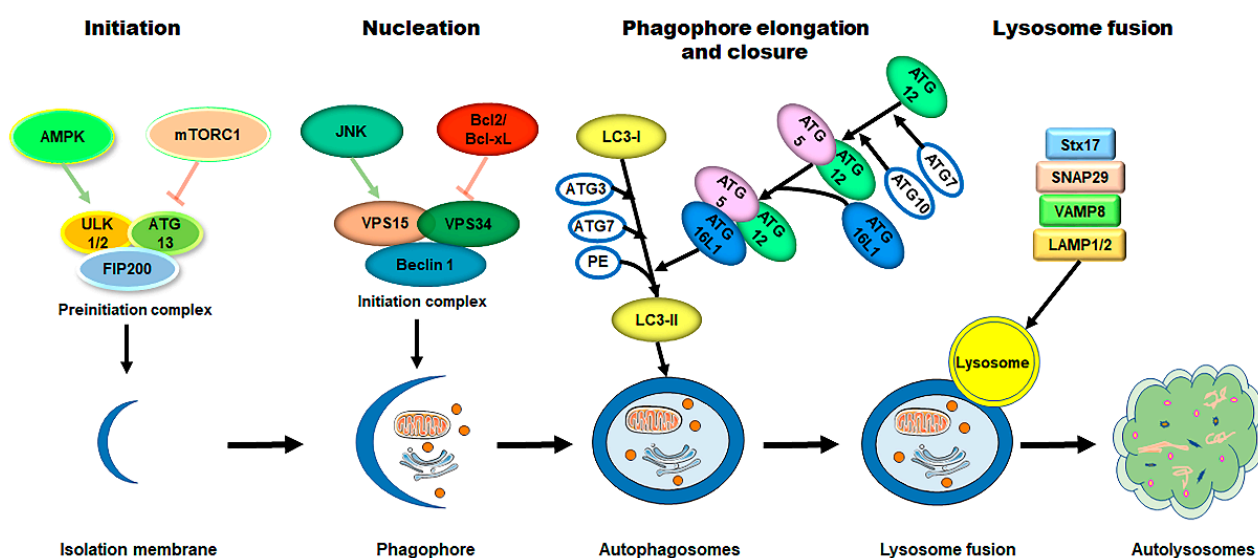 Initiation
Nucleation
Phagophore elongation
and closure
Lysosome fusion
AMPK
mTORC1
ULK
1/2
ATG
13
FIP200
Preinitiation complex
JNK
Bcl2/
Bcl-xL
VPS15
VPS34
Beclin 1
Initiation complex
LC3-I
ATG3
ATG7
PE
LC3-II
ATG
12
ATG
5
ATG
12
ATG7
ATG10
ATG
5
ATG
16L1
ATG
12
ATG
16L1
Stx17
SNAP29
VAMP8
LAMP1/2
Lysosome
Isolation membrane
Phagophore
Autophagosomes
Lysosome fusion
Autolysosomes